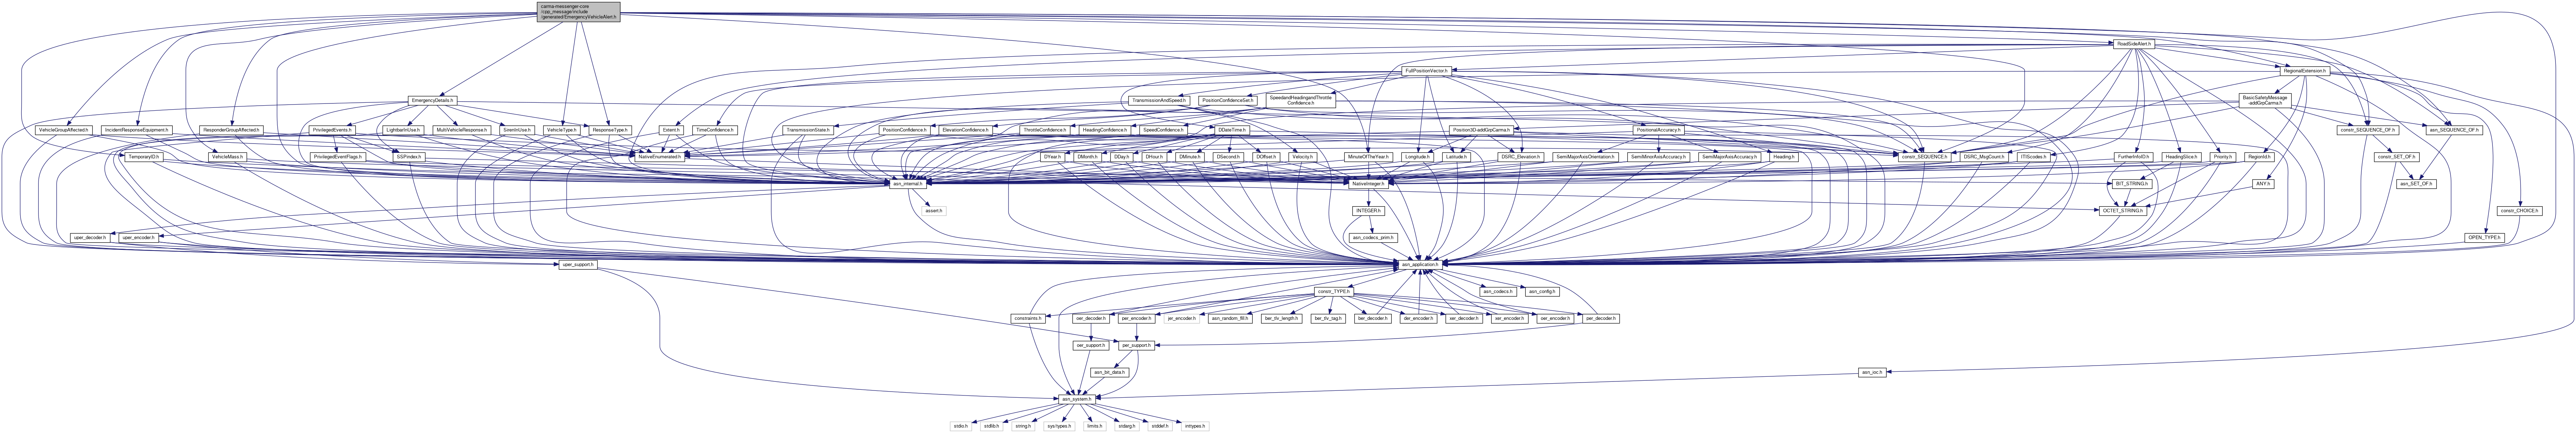 carma-messenger-core
/cpp_message/include
/generated/EmergencyVehicleAlert.h
RoadSideAlert.h
FullPositionVector.h
RegionalExtension.h
EmergencyDetails.h
TransmissionAndSpeed.h
PositionConfidenceSet.h
SpeedandHeadingandThrottle
Confidence.h
BasicSafetyMessage
-addGrpCarma.h
VehicleGroupAffected.h
IncidentResponseEquipment.h
ResponderGroupAffected.h
PrivilegedEvents.h
LightbarInUse.h
MultiVehicleResponse.h
SirenInUse.h
VehicleType.h
ResponseType.h
Extent.h
TimeConfidence.h
TransmissionState.h
PositionConfidence.h
ElevationConfidence.h
ThrottleConfidence.h
HeadingConfidence.h
SpeedConfidence.h
DDateTime.h
Position3D-addGrpCarma.h
PositionalAccuracy.h
constr_SEQUENCE_OF.h
asn_SEQUENCE_OF.h
TemporaryID.h
VehicleMass.h
PrivilegedEventFlags.h
SSPindex.h
NativeEnumerated.h
DYear.h
DMonth.h
DDay.h
DHour.h
DMinute.h
DSecond.h
DOffset.h
Velocity.h
MinuteOfTheYear.h
Longitude.h
Latitude.h
DSRC_Elevation.h
SemiMajorAxisOrientation.h
SemiMinorAxisAccuracy.h
SemiMajorAxisAccuracy.h
Heading.h
constr_SEQUENCE.h
DSRC_MsgCount.h
ITIScodes.h
FurtherInfoID.h
HeadingSlice.h
Priority.h
RegionId.h
constr_SET_OF.h
asn_internal.h
NativeInteger.h
BIT_STRING.h
ANY.h
asn_SET_OF.h
assert.h
INTEGER.h
OCTET_STRING.h
constr_CHOICE.h
uper_decoder.h
uper_encoder.h
asn_codecs_prim.h
OPEN_TYPE.h
uper_support.h
asn_application.h
constr_TYPE.h
asn_codecs.h
asn_config.h
constraints.h
oer_decoder.h
per_encoder.h
jer_encoder.h
asn_random_fill.h
ber_tlv_length.h
ber_tlv_tag.h
ber_decoder.h
der_encoder.h
xer_decoder.h
xer_encoder.h
oer_encoder.h
per_decoder.h
oer_support.h
per_support.h
asn_bit_data.h
asn_ioc.h
asn_system.h
stdio.h
stdlib.h
string.h
sys/types.h
limits.h
stdarg.h
stddef.h
inttypes.h